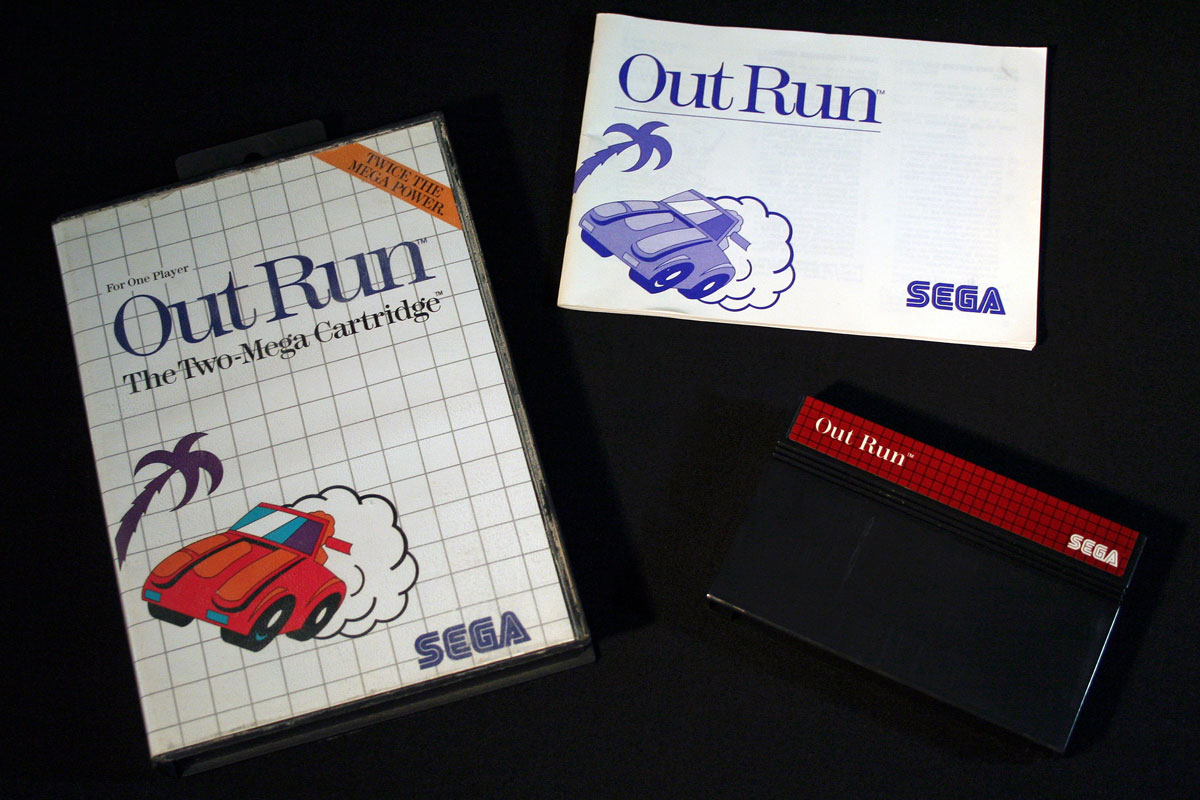 TWICE THE
MEGA POWER.
For One Player
Out Run™
The Two-Mega Cartridge™
SEGA
Out Run™
SEGA
Out Run™
SEGA